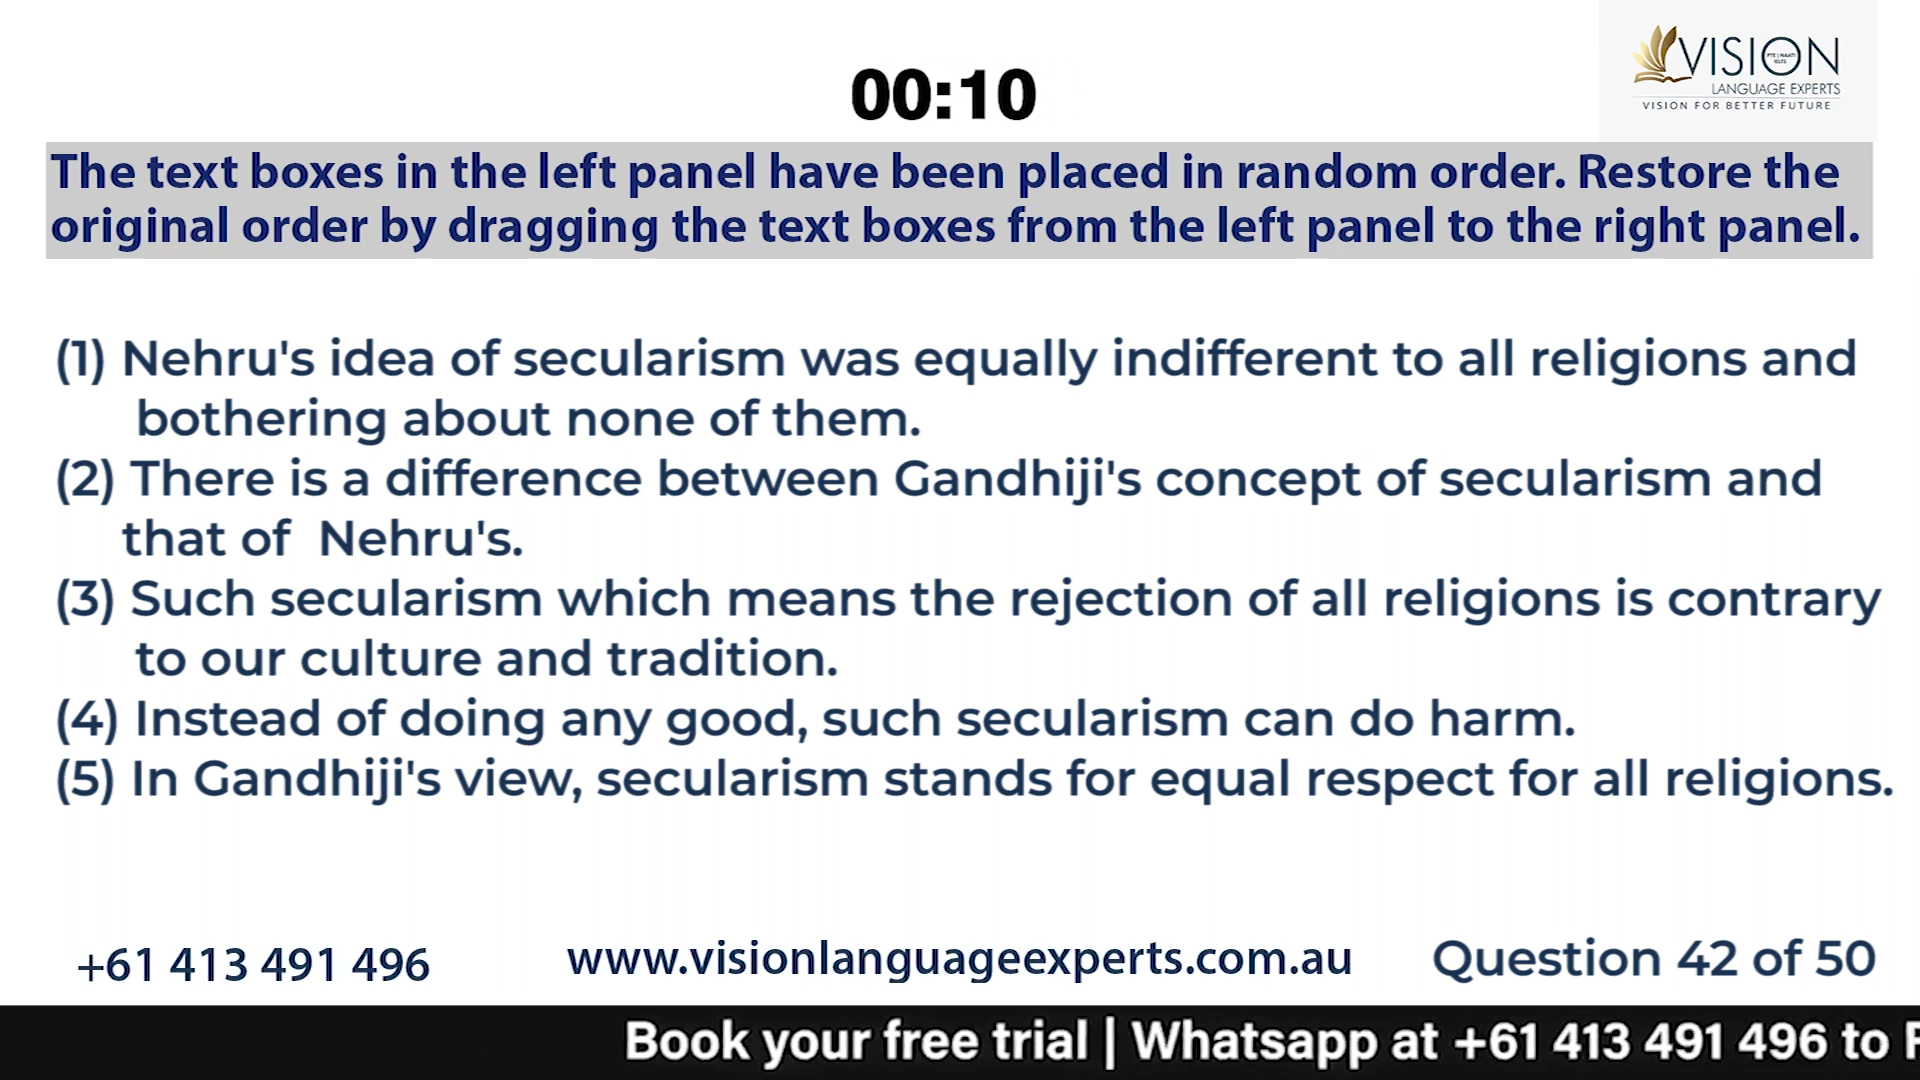 VISION
PTE | NAATI
IELTS
LANGUAGE EXPERTS
VISION FOR BETTER FUTURE
00:10
The text boxes in the left panel have been placed in random order. Restore the
original order by dragging the text boxes from the left panel to the right panel.
(1) Nehru's idea of secularism was equally indifferent to all religions and
bothering about none of them.
(2) There is a difference between Gandhiji's concept of secularism and
that of Nehru's.
(3) Such secularism which means the rejection of all religions is contrary
to our culture and tradition.
(4) Instead of doing any good, such secularism can do harm.
(5) In Gandhiji's view, secularism stands for equal respect for all religions.
+61 413 491 496
www.visionlanguageexperts.com.au
Question 42 of 50
Book your free trial | Whatsapp at +61 413 491 496 to